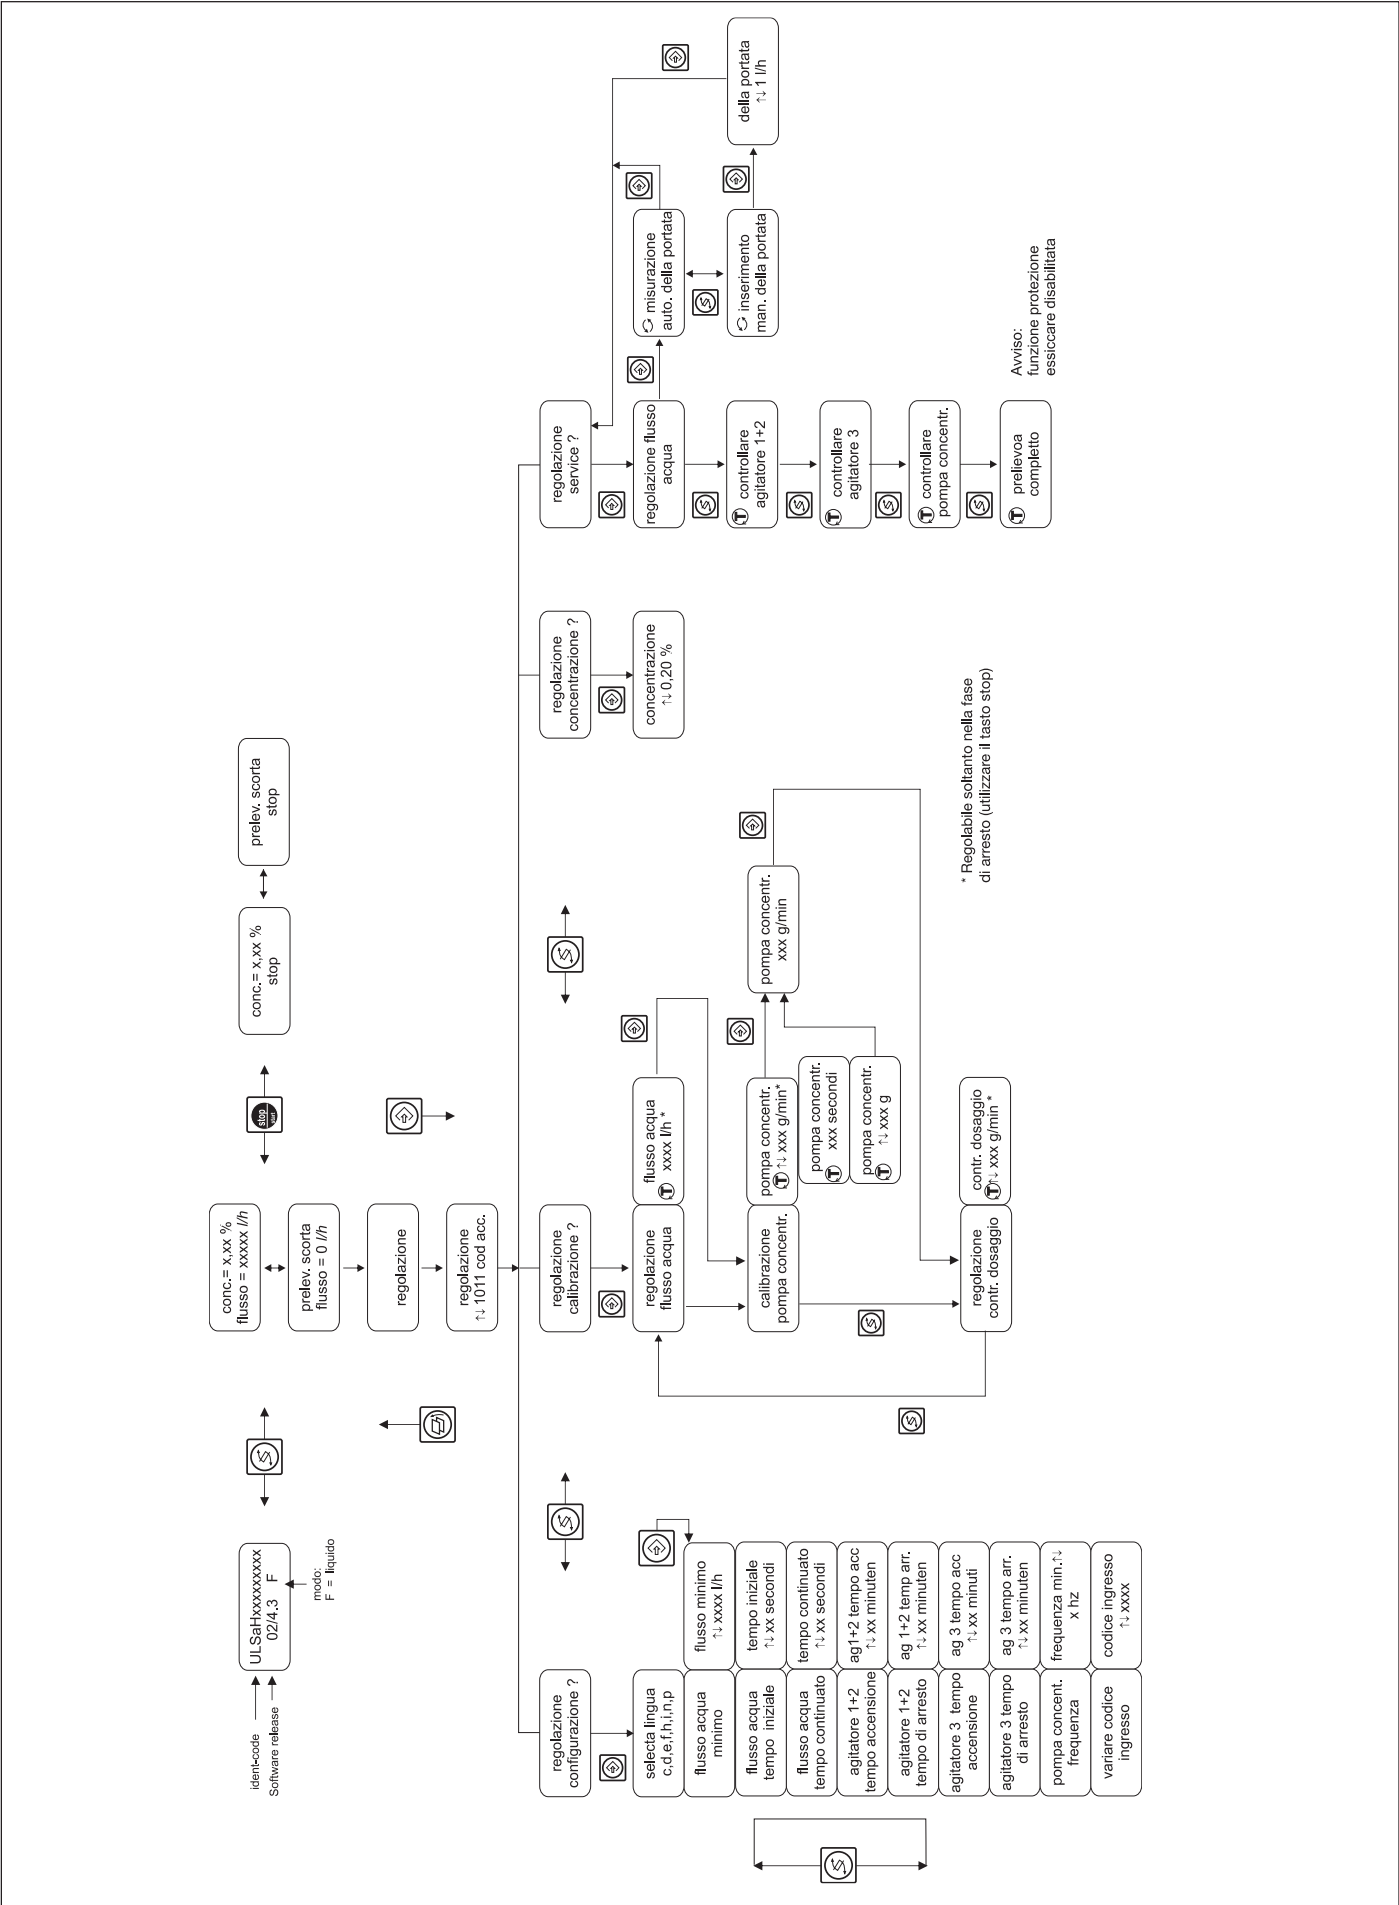 ident-code
Software release
ULSaHxxxxxxxxx
02/4.3 F
modo:
F = liquido
conc.= x,xx %
flusso = xxxxx l/h
prelev. scorta
flusso = 0 l/h
regolazione
regolazione
↑↓ 1011 cod acc.
stop
start
conc.= x,xx %
stop
prelev. scorta
stop
regolazione
configurazione ?
selecta lingua
c,d,e,f,h,i,n,p
flusso acqua
minimo
flusso minimo
↑↓ xxxx l/h
flusso acqua
tempo iniziale
tempo iniziale
↑↓ xx secondi
flusso acqua
tempo continuato
tempo continuato
↑↓ xx secondi
agitatore 1+2
tempo accensione
ag1+2 tempo acc
↑↓ xx minuten
agitatore 1+2
tempo di arresto
ag 1+2 temp arr.
↑↓ xx minuten
agitatore 3 tempo
accensione
ag 3 tempo acc
↑↓ xx minuti
agitatore 3 tempo
di arresto
ag 3 tempo arr.
↑↓ xx minuten
pompa concent.
frequenza
frequenza min.↑↓
x hz
variare codice
ingresso
codice ingresso
↑↓ xxxx
regolazione
calibrazione ?
regolazione
flusso acqua
flusso acqua
T xxxx l/h *
calibrazione
pompa concentr.
pompa concentr.
T ↑↓ xxx g/min*
pompa concentr.
T xxx secondi
pompa concentr.
T ↑↓ xxx g
pompa concentr.
xxx g/min
regolazione
contr. dosaggio
contr. dosaggio
T ↑↓ xxx g/min *
* Regolabile soltanto nella fase
di arresto (utilizzare il tasto stop)
regolazione
concentrazione ?
concentrazione
↑↓ 0,20 %
regolazione
service ?
regolazione flusso
acqua
misurazione
auto. della portata
inserimento
man. della portata
della portata
↑↓ 1 l/h
T controllare
agitatore 1+2
T controllare
agitatore 3
T controllare
pompa concentr.
T prelievoa
completto
Avviso:
funzione protezione
essiccare disabilitata